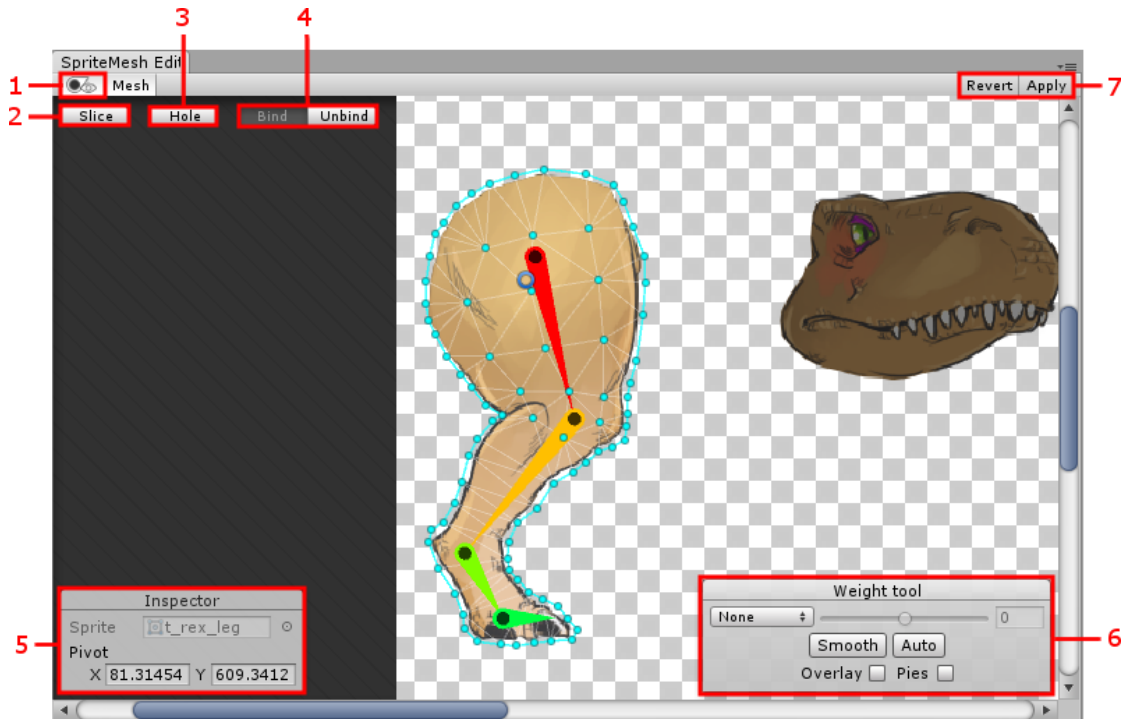 3
4
SpriteMesh Edit
1
Mesh
Revert Apply
7
2
Slice
Hole
Bind Unbind
Inspector
Sprite t_rex_leg
Pivot
X 81.31454 Y 609.3412
5
Weight tool
None 0
Smooth Auto
Overlay Pies
6